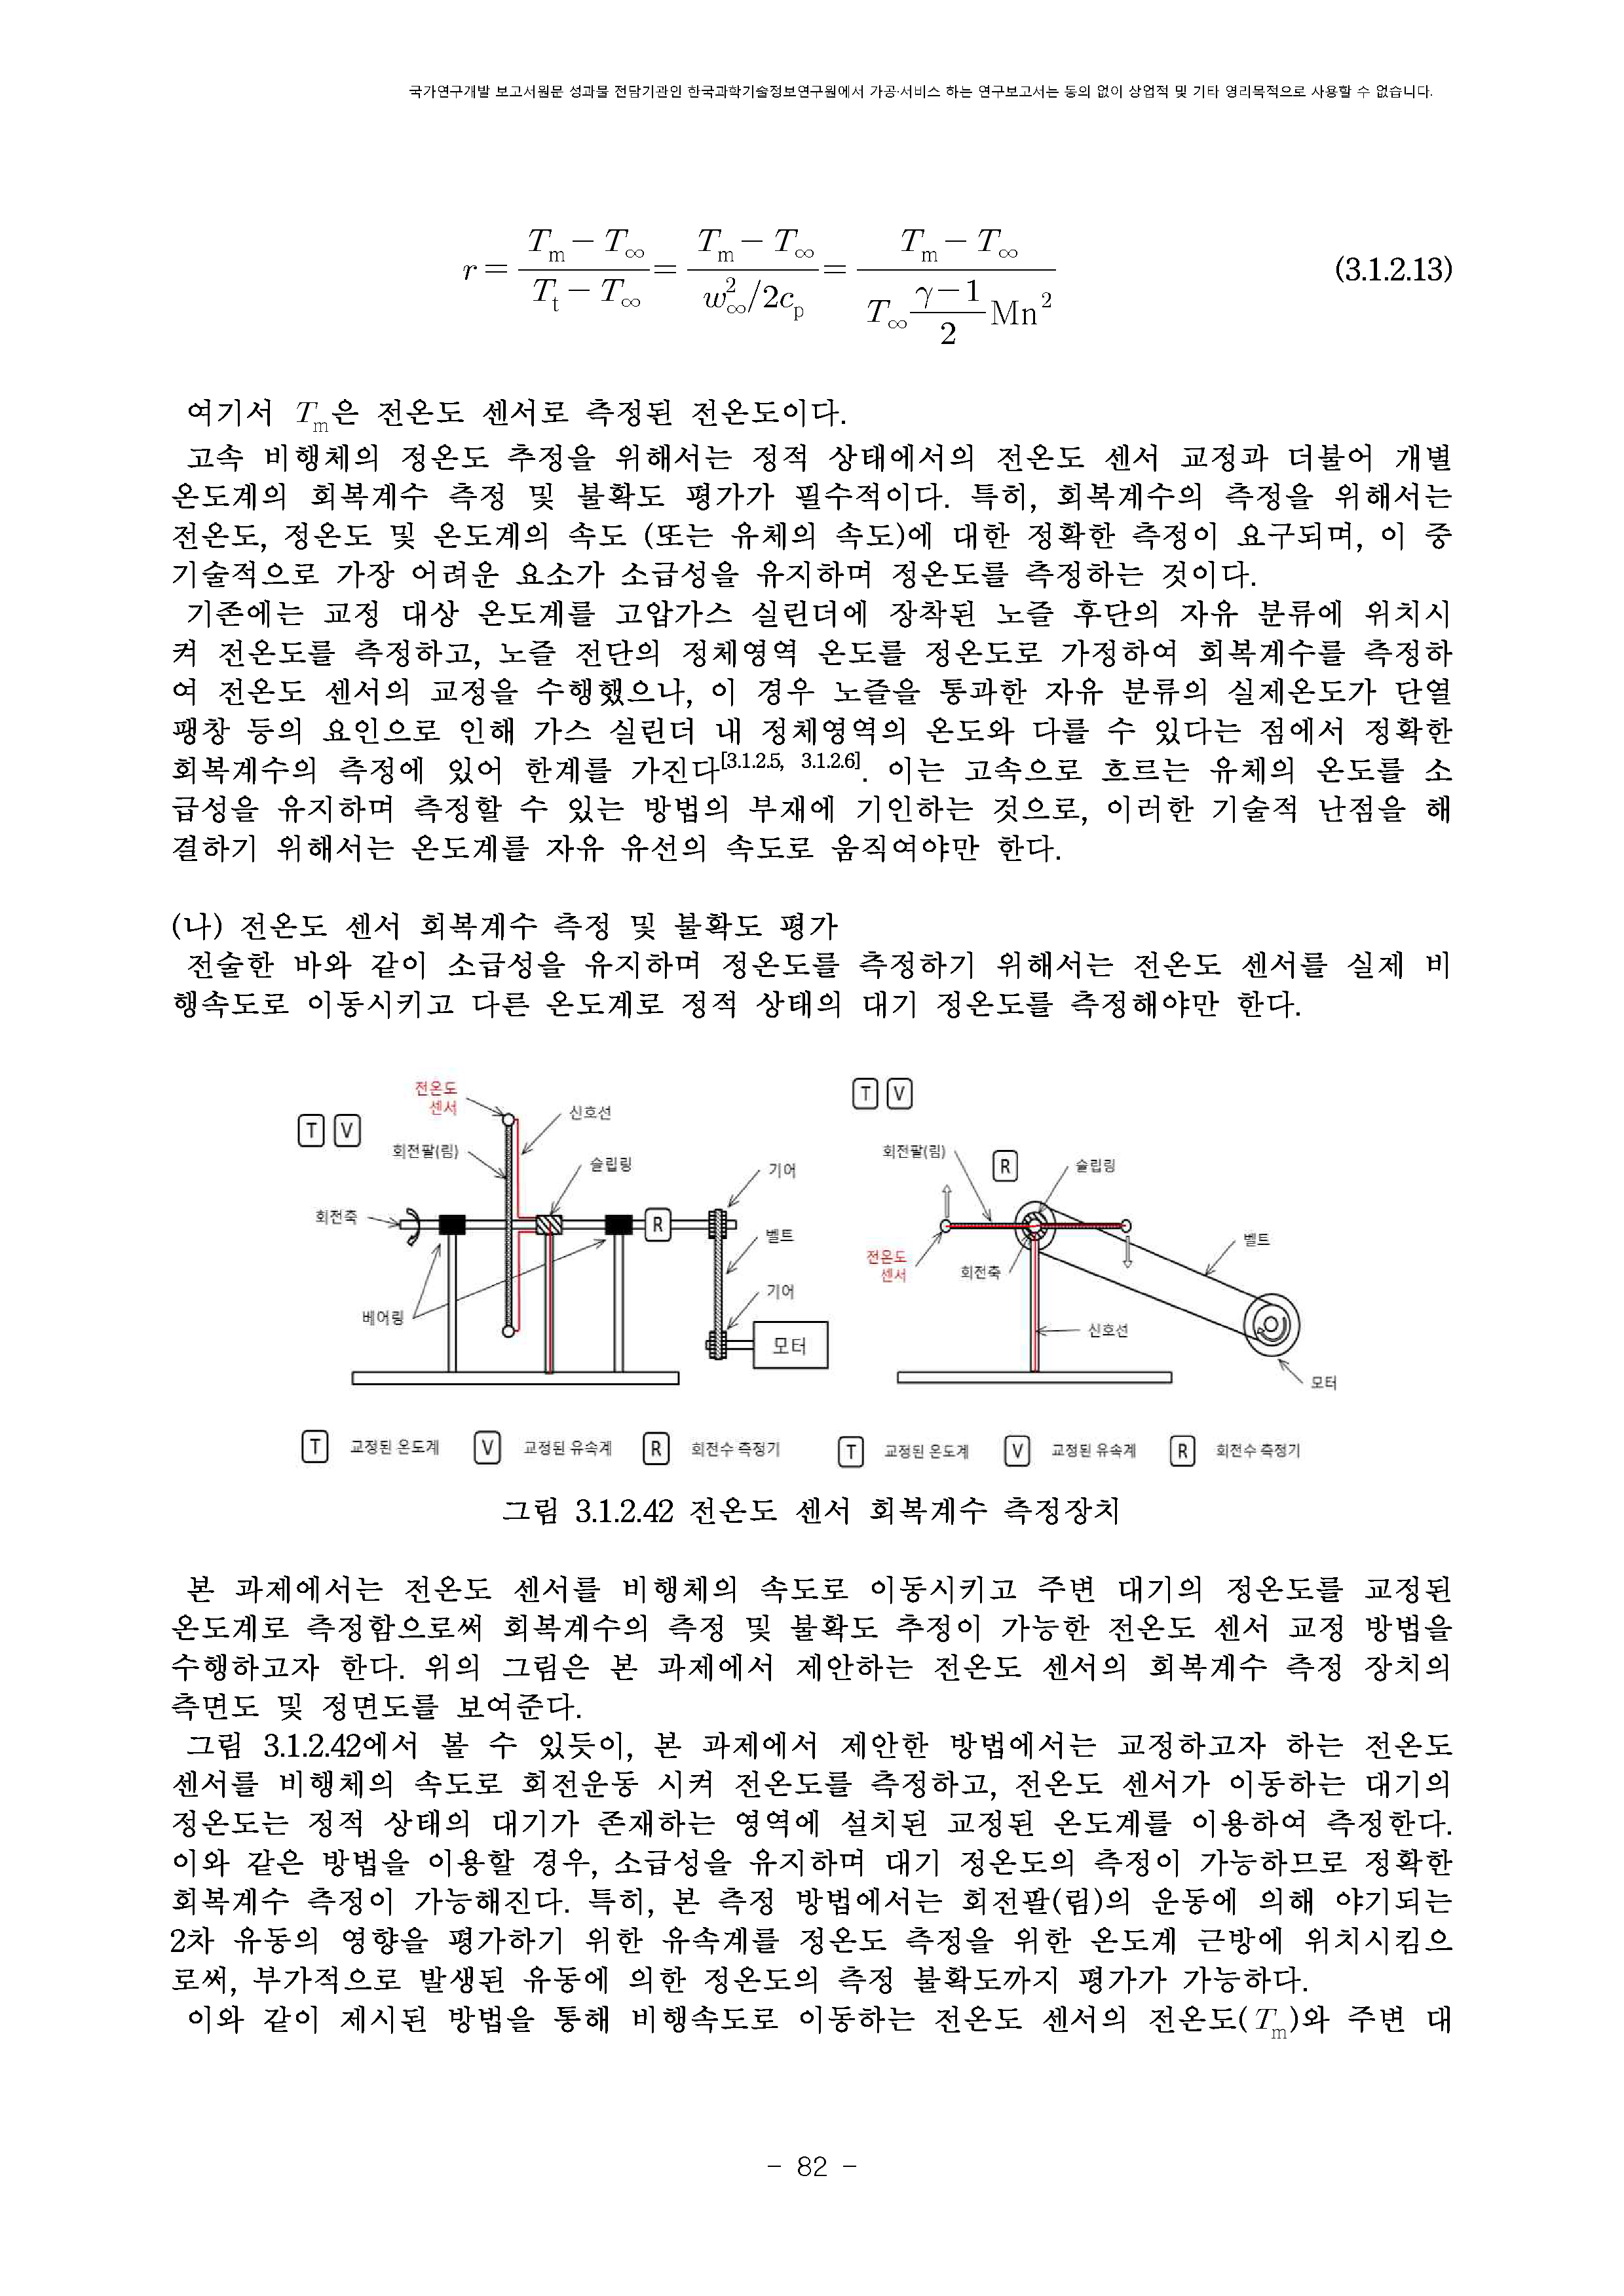 국가연구개발 보고서원문 성과물 전담기관인 한국과학기술정보연구원에서 가공·서비스 하는 연구보고서는 동의 없이 상업적 및 기타 영리목적으로 사용할 수 없습니다.
r = (T_m − T_∞)/(T_t − T_∞) = (T_m − T_∞)/(w_∞^2/2c_p) = (T_m − T_∞)/(T_∞ (γ−1)/2 Mn^2) (3.1.2.13)
여기서 T_m은 전온도 센서로 측정된 전온도이다.
고속 비행체의 정온도 추정을 위해서는 정적 상태에서의 전온도 센서 교정과 더불어 개별
온도계의 회복계수 측정 및 불확도 평가가 필수적이다. 특히, 회복계수의 측정을 위해서는
전온도, 정온도 및 온도계의 속도 (또는 유체의 속도)에 대한 정확한 측정이 요구되며, 이 중
기술적으로 가장 어려운 요소가 소급성을 유지하며 정온도를 측정하는 것이다.
기존에는 교정 대상 온도계를 고압가스 실린더에 장착된 노즐 후단의 자유 분류에 위치시
켜 전온도를 측정하고, 노즐 전단의 정체영역 온도를 정온도로 가정하여 회복계수를 측정하
여 전온도 센서의 교정을 수행했으나, 이 경우 노즐을 통과한 자유 분류의 실제온도가 단열
팽창 등의 요인으로 인해 가스 실린더 내 정체영역의 온도와 다를 수 있다는 점에서 정확한
회복계수의 측정에 있어 한계를 가진다[3.1.2.5, 3.1.2.6]. 이는 고속으로 흐르는 유체의 온도를 소
급성을 유지하며 측정할 수 있는 방법의 부재에 기인하는 것으로, 이러한 기술적 난점을 해
결하기 위해서는 온도계를 자유 유선의 속도로 움직여야만 한다.
(나) 전온도 센서 회복계수 측정 및 불확도 평가
전술한 바와 같이 소급성을 유지하며 정온도를 측정하기 위해서는 전온도 센서를 실제 비
행속도로 이동시키고 다른 온도계로 정적 상태의 대기 정온도를 측정해야만 한다.
전온도
센서
신호선
T V
회전팔(림)
슬립링
기어
회전축
R
벨트
기어
베어링
모터
T V
회전팔(림)
R
슬립링
벨트
전온도
센서
회전축
신호선
모터
T 교정된 온도계 V 교정된 유속계 R 회전수 측정기
T 교정된 온도계 V 교정된 유속계 R 회전수 측정기
그림 3.1.2.42 전온도 센서 회복계수 측정장치
본 과제에서는 전온도 센서를 비행체의 속도로 이동시키고 주변 대기의 정온도를 교정된
온도계로 측정함으로써 회복계수의 측정 및 불확도 추정이 가능한 전온도 센서 교정 방법을
수행하고자 한다. 위의 그림은 본 과제에서 제안하는 전온도 센서의 회복계수 측정 장치의
측면도 및 정면도를 보여준다.
그림 3.1.2.42에서 볼 수 있듯이, 본 과제에서 제안한 방법에서는 교정하고자 하는 전온도
센서를 비행체의 속도로 회전운동 시켜 전온도를 측정하고, 전온도 센서가 이동하는 대기의
정온도는 정적 상태의 대기가 존재하는 영역에 설치된 교정된 온도계를 이용하여 측정한다.
이와 같은 방법을 이용할 경우, 소급성을 유지하며 대기 정온도의 측정이 가능하므로 정확한
회복계수 측정이 가능해진다. 특히, 본 측정 방법에서는 회전팔(림)의 운동에 의해 야기되는
2차 유동의 영향을 평가하기 위한 유속계를 정온도 측정을 위한 온도계 근방에 위치시킴으
로써, 부가적으로 발생된 유동에 의한 정온도의 측정 불확도까지 평가가 가능하다.
이와 같이 제시된 방법을 통해 비행속도로 이동하는 전온도 센서의 전온도(T_m)와 주변 대
- 82 -